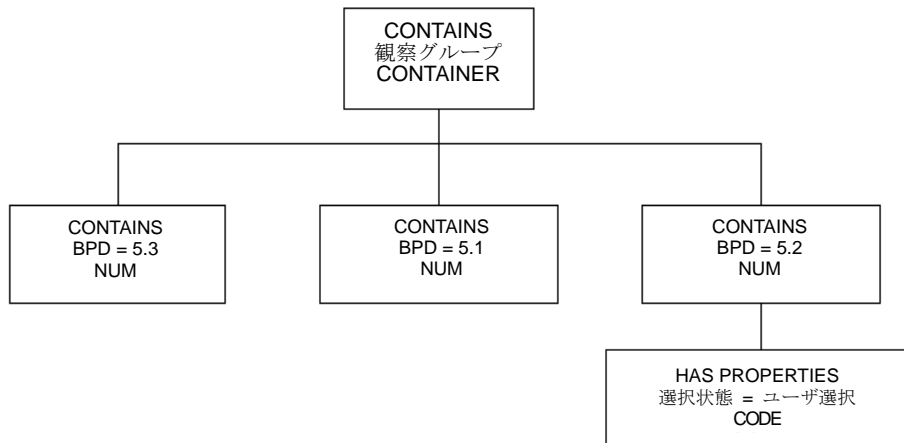 CONTAINS
観察グループ
CONTAINER
CONTAINS
BPD = 5.3
NUM
CONTAINS
BPD = 5.1
NUM
CONTAINS
BPD = 5.2
NUM
HAS PROPERTIES
選択状態 = ユーザ選択
CODE